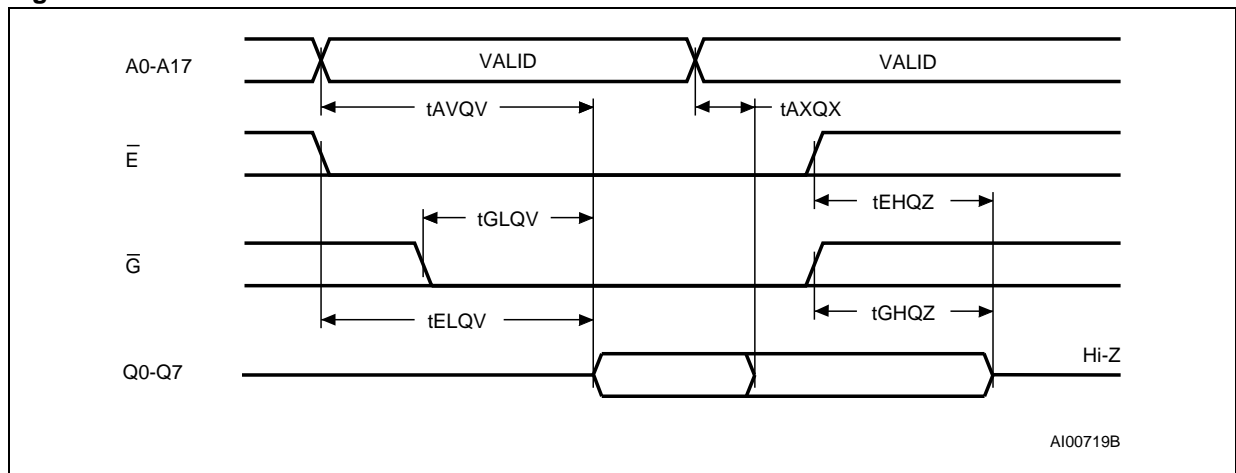 A0-A17
VALID
VALID
tAVQV
tAXQX
E̅
tEHQZ
tGLQV
G̅
tELQV
tGHQZ
Q0-Q7
Hi-Z
AI00719B